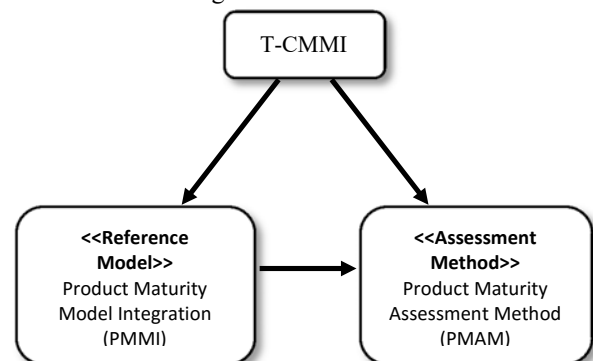 T-CMMI
<<Reference
Model>>
Product Maturity
Model Integration
(PMMI)
<<Assessment
Method>>
Product Maturity
Assessment Method
(PMAM)